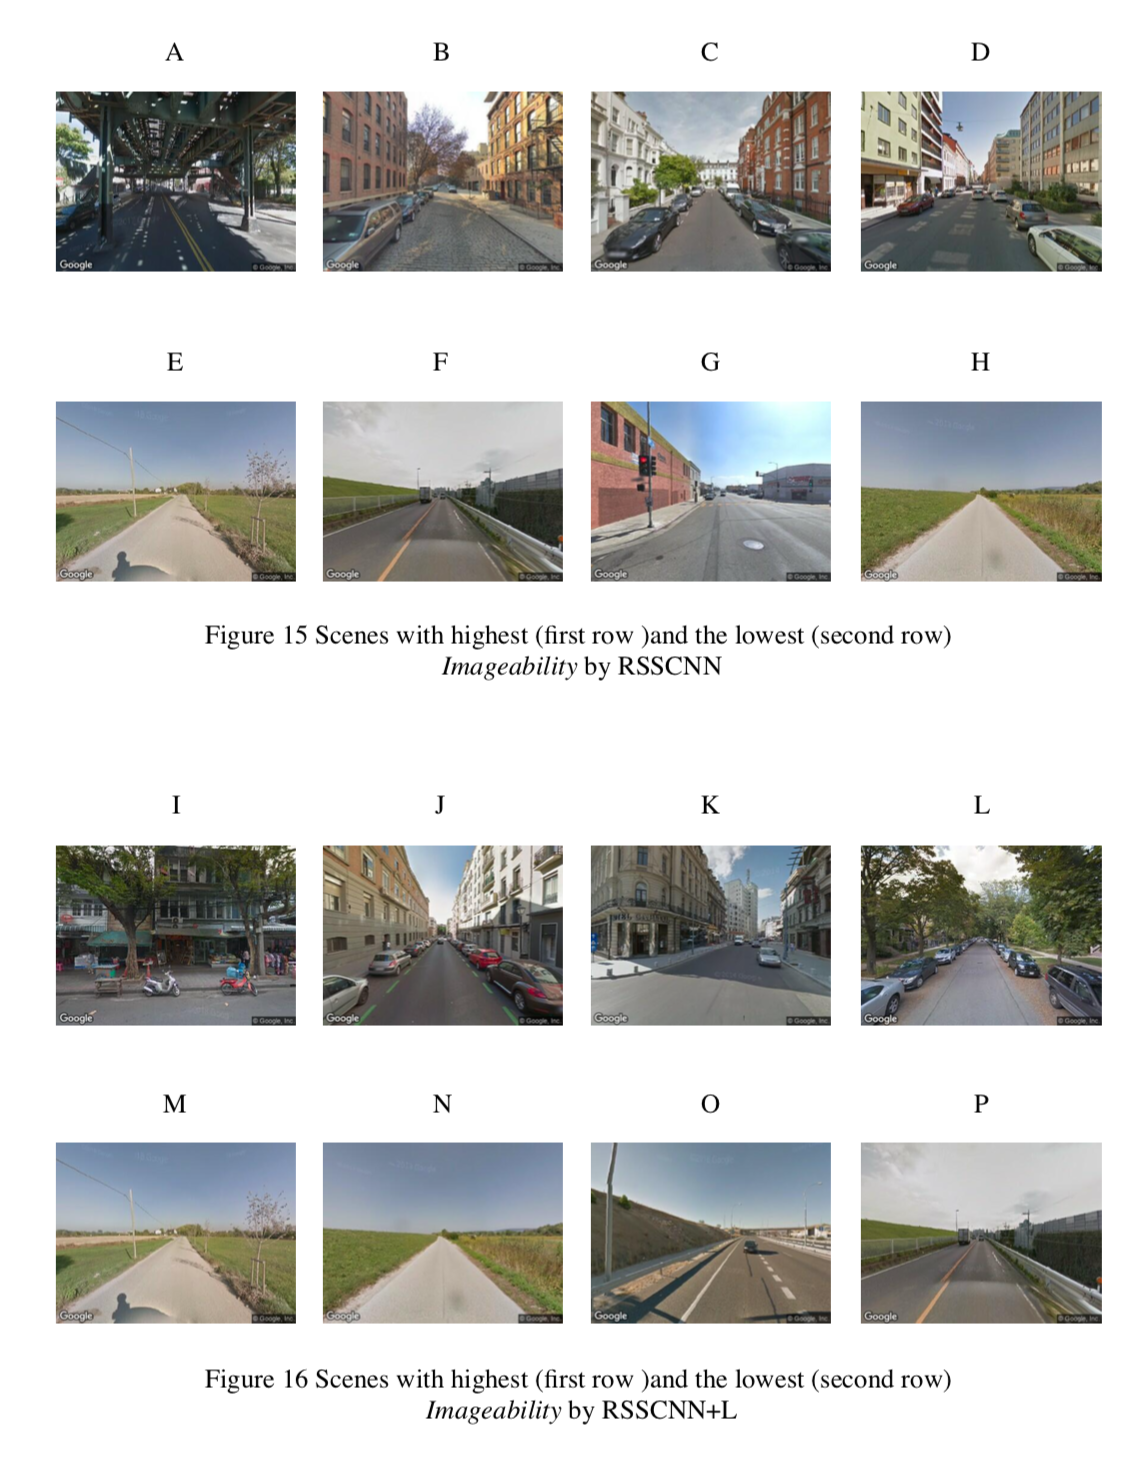 A B C D
Google © Google, Inc. Google © Google, Inc. Google © Google, Inc. Google © Google, Inc.
E F G H
Google © Google, Inc. Google © Google, Inc. Google © Google, Inc. Google © Google, Inc.
Figure 15 Scenes with highest (first row )and the lowest (second row)
Imageability by RSSCNN
I J K L
Google © Google, Inc. Google © Google, Inc. Google © Google, Inc. Google © Google, Inc.
M N O P
Google © Google, Inc. Google © Google, Inc. Google © Google, Inc. Google © Google, Inc.
Figure 16 Scenes with highest (first row )and the lowest (second row)
Imageability by RSSCNN+L